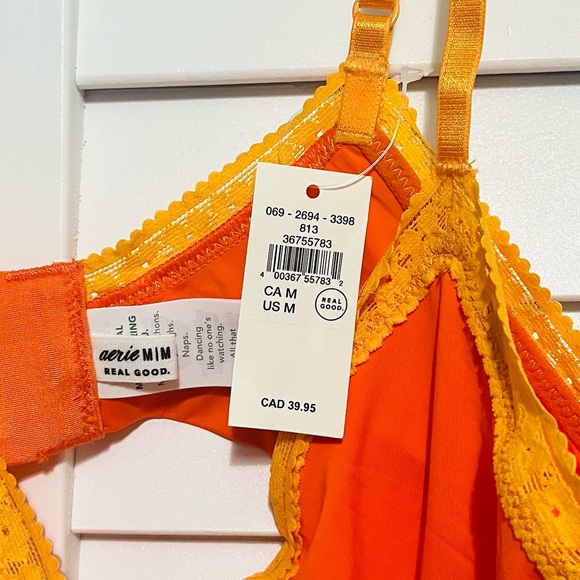 069 - 2694 - 3398
813
36755783
4 00367 55783 2
CA M
US M
REAL
GOOD.
CAD 39.95
aerie M|M
REAL GOOD.
Naps.
Dancing
like no one's
watching.
All that